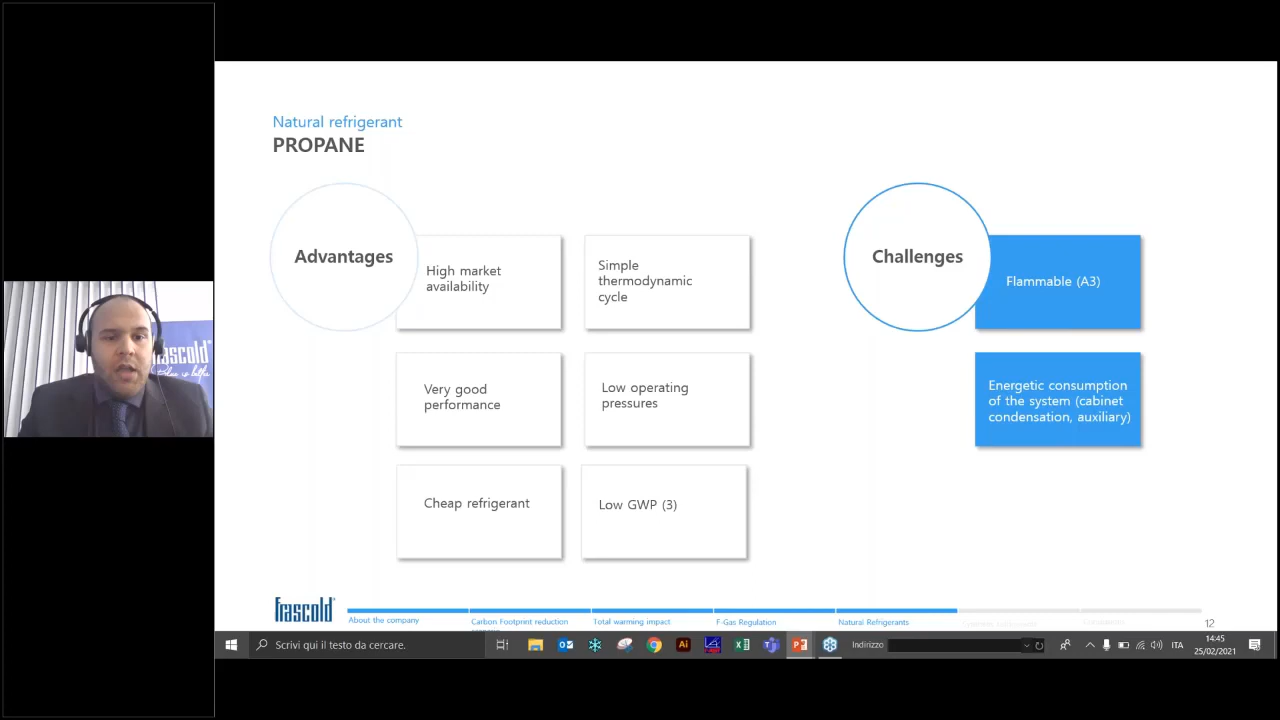 Natural refrigerant
PROPANE
Advantages
High market
availability
Simple
thermodynamic
cycle
Very good
performance
Low operating
pressures
Cheap refrigerant
Low GWP (3)
Challenges
Flammable (A3)
Energetic consumption
of the system (cabinet
condensation, auxiliary)
frascold
About the company
Carbon Footprint reduction
Total warming impact
F-Gas Regulation
Natural Refrigerants
12
Scrivi qui il testo da cercare.
Indirizzo
ITA
14:45
25/02/2021